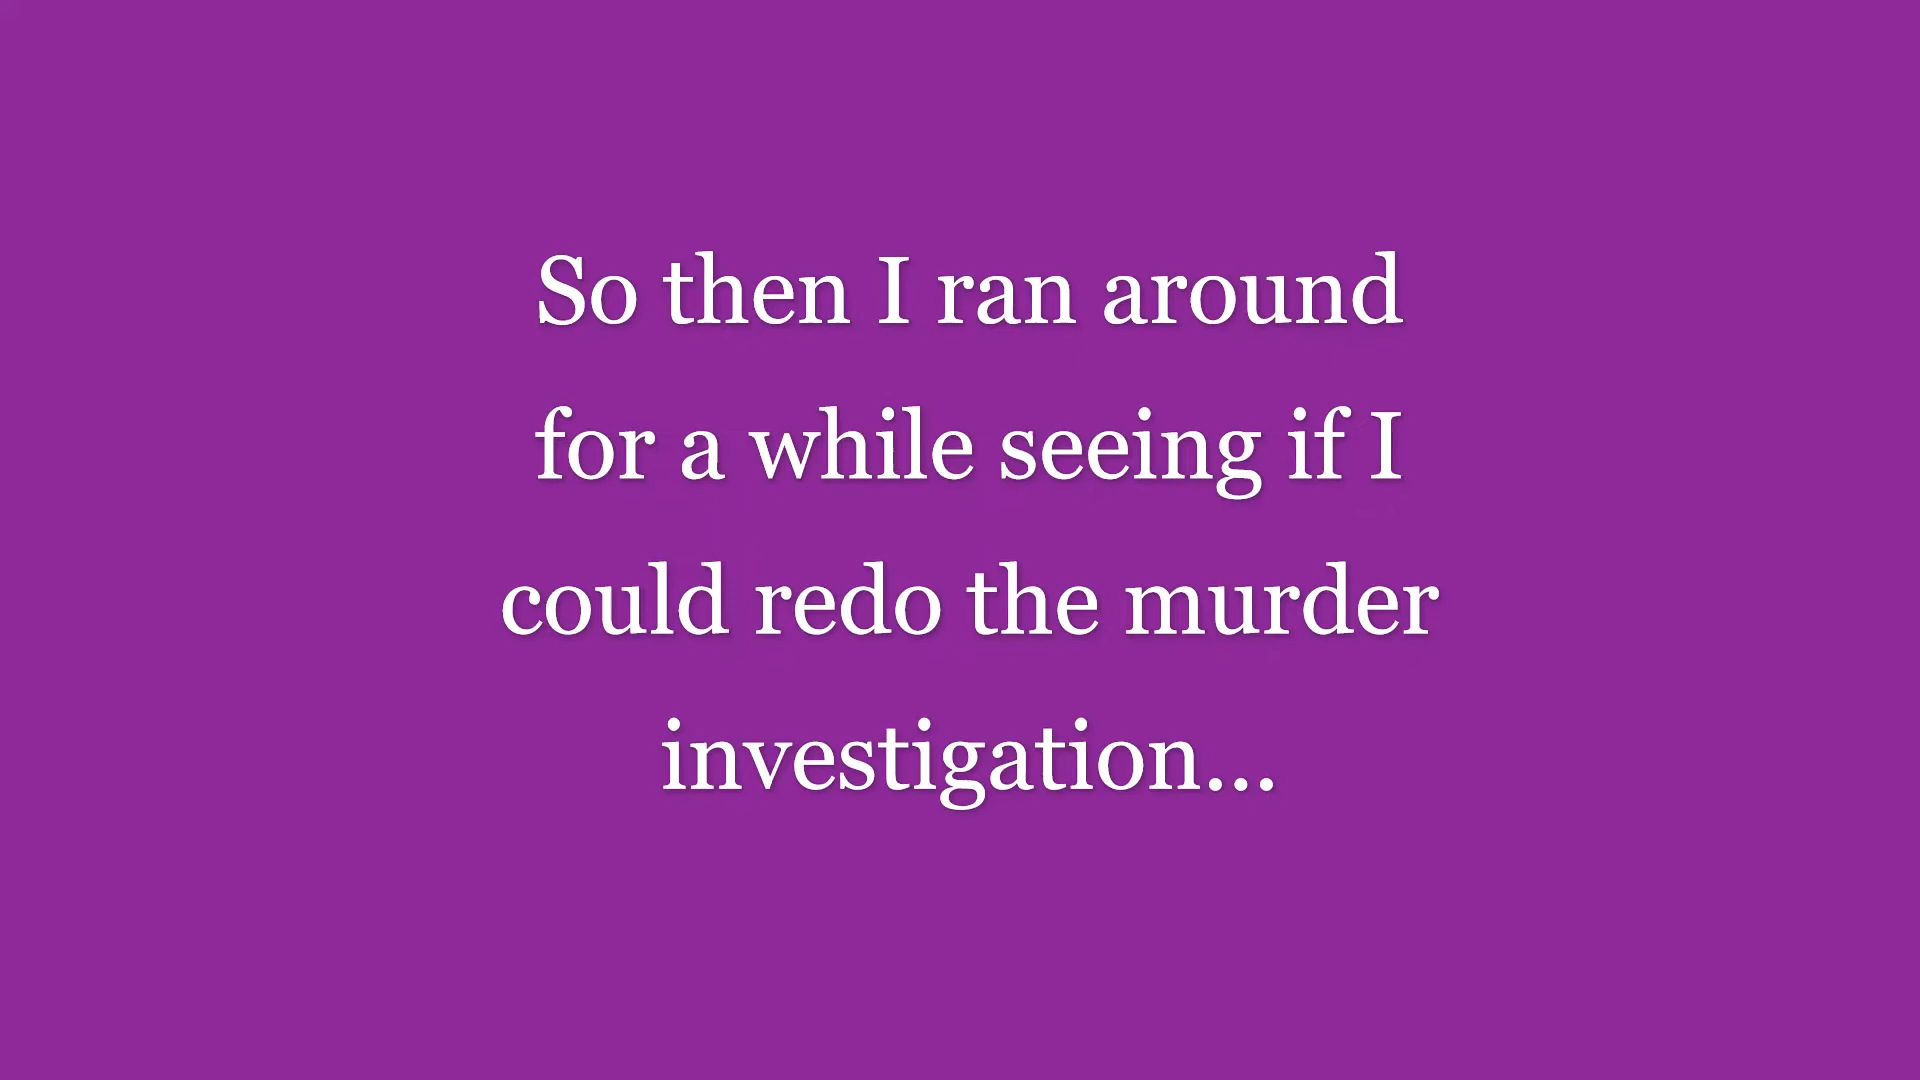 So then I ran around
for a while seeing if I
could redo the murder
investigation...